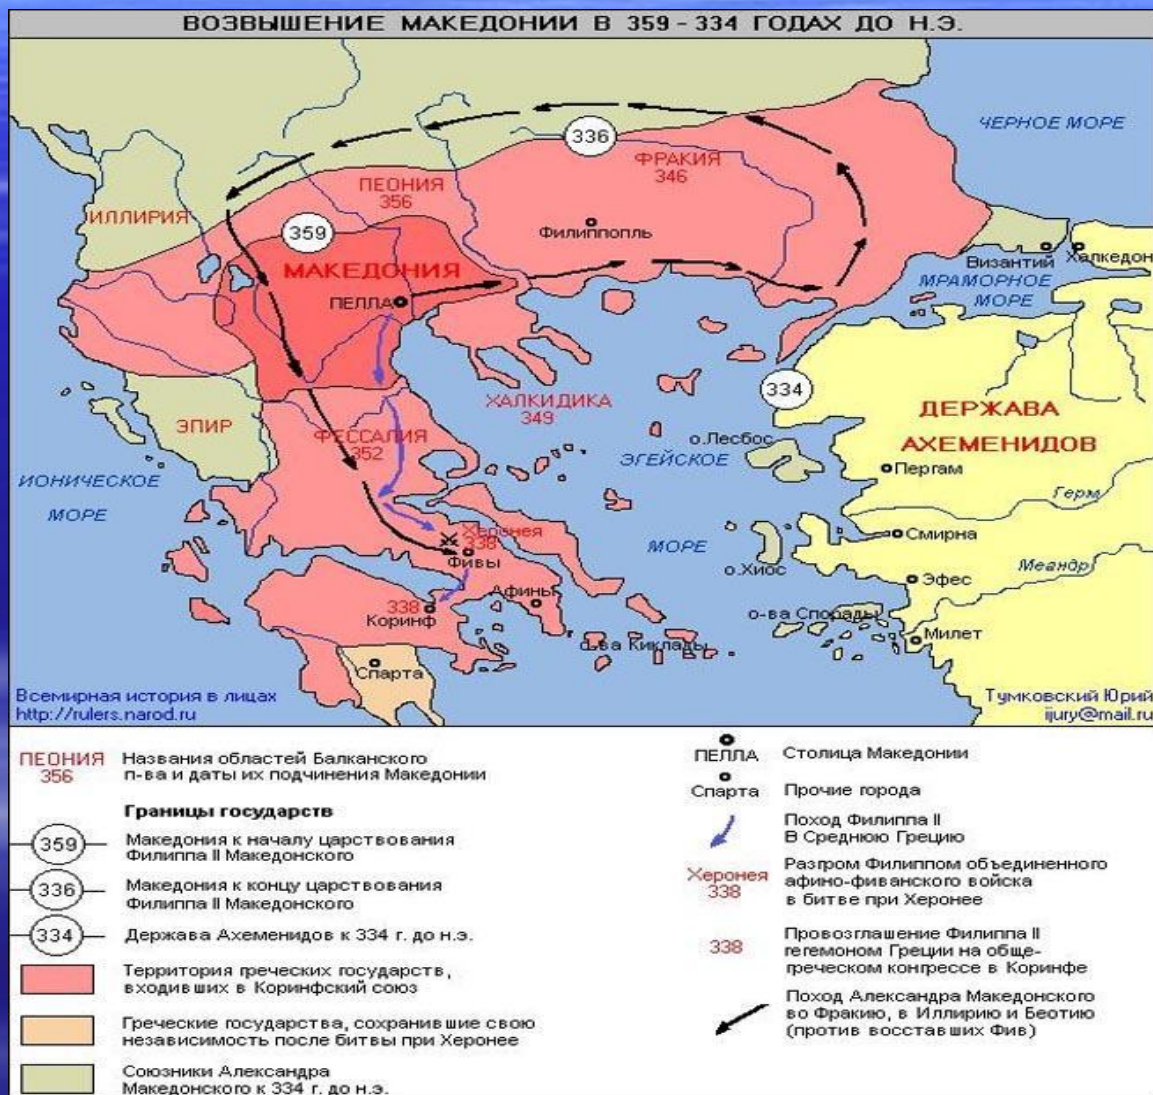 ВОЗВЫШЕНИЕ МАКЕДОНИИ В 359 - 334 ГОДАХ ДО Н.Э.
ЧЕРНОЕ МОРЕ
336
ФРАКИЯ
346
ПЕОНИЯ
356
ИЛЛИРИЯ
359
Филиппополь
МАКЕДОНИЯ
Византий
Халкедон
МРАМОРНОЕ
МОРЕ
ПЕЛЛА
334
ХАЛКИДИКА
349
ДЕРЖАВА
АХЕМЕНИДОВ
ЭПИР
ФЕССАЛИЯ
352
о.Лесбос
ЭГЕЙСКОЕ
Пергам
ИОНИЧЕСКОЕ
МОРЕ
Герм
Херонея
338
МОРЕ
Смирна
Фивы
о.Хиос
Меандр
Эфес
Афины
338
Коринф
о-ва Спорады
Милет
о-ва Киклады
Спарта
Всемирная история в лицах
http://rulers.narod.ru
Тумковский Юрий
ijury@mail.ru
ПЕОНИЯ
356
Названия областей Балканского
п-ва и даты их подчинения Македонии
Границы государств
359
Македония к началу царствования
Филиппа II Македонского
336
Македония к концу царствования
Филиппа II Македонского
334
Держава Ахеменидов к 334 г. до н.э.
Территория греческих государств,
входивших в Коринфский союз
Греческие государства, сохранившие свою
независимость после битвы при Херонее
Союзники Александра
Македонского к 334 г. до н.э.
ПЕЛЛА
Столица Македонии
Спарта
Прочие города
Поход Филиппа II
В Среднюю Грецию
Херонея
338
Разгром Филиппом объединенного
афино-фиванского войска
в битве при Херонее
338
Провозглашение Филиппа II
гегемоном Греции на обще-
греческом конгрессе в Коринфе
Поход Александра Македонского
во Фракию, в Иллирию и Беотию
(против восставших Фив)